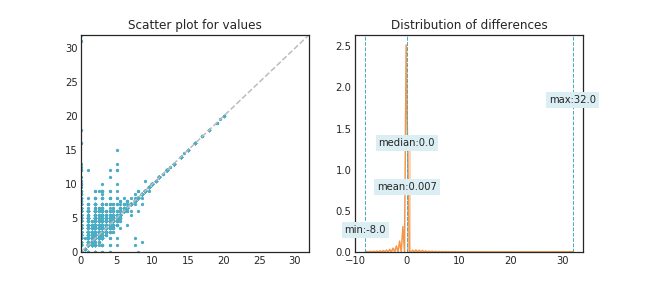 Scatter plot for values
30
25
20
15
10
5
0
0 5 10 15 20 25 30
Distribution of differences
2.5
2.0
1.5
1.0
0.5
0.0
max:32.0
median:0.0
mean:0.007
min:-8.0
−10 0 10 20 30